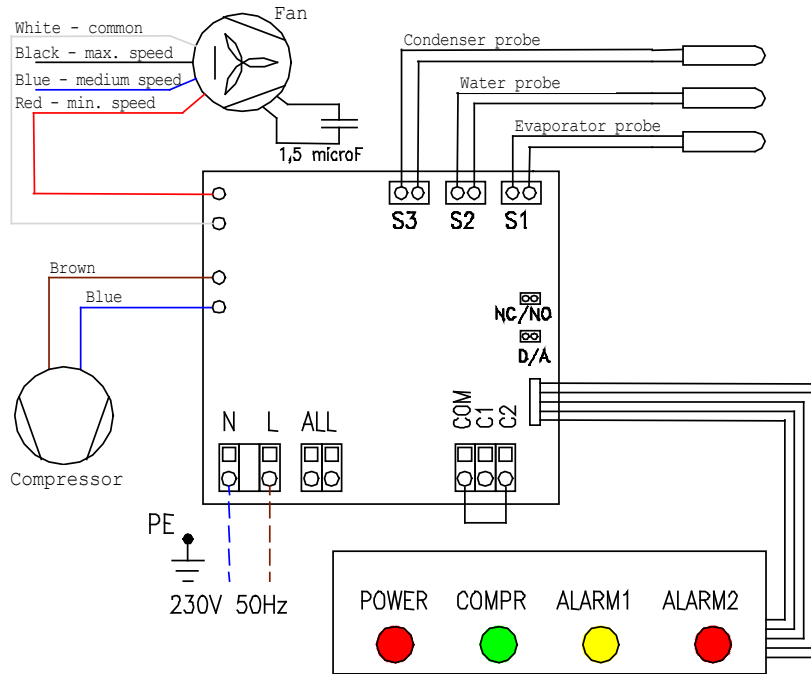 Fan
White - common
Black - max. speed
Blue - medium speed
Red - min. speed
1,5 microF
Condenser probe
Water probe
Evaporator probe
S3 S2 S1
Brown
Blue
NC/NO
D/A
Compressor
N L ALL COM C1 C2
PE
230V 50Hz
POWER COMPR ALARM1 ALARM2